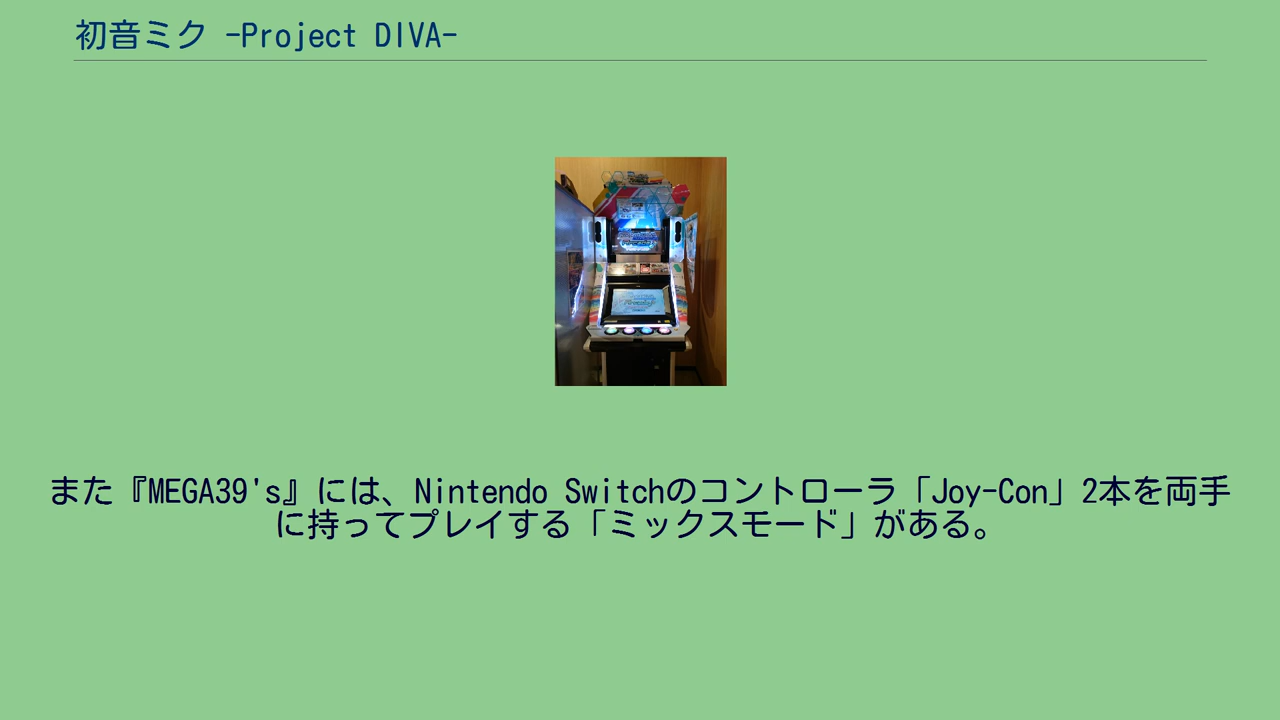 初音ミク -Project DIVA-
また『MEGA39's』には、Nintendo Switchのコントローラ「Joy-Con」2本を両手
に持ってプレイする「ミックスモード」がある。